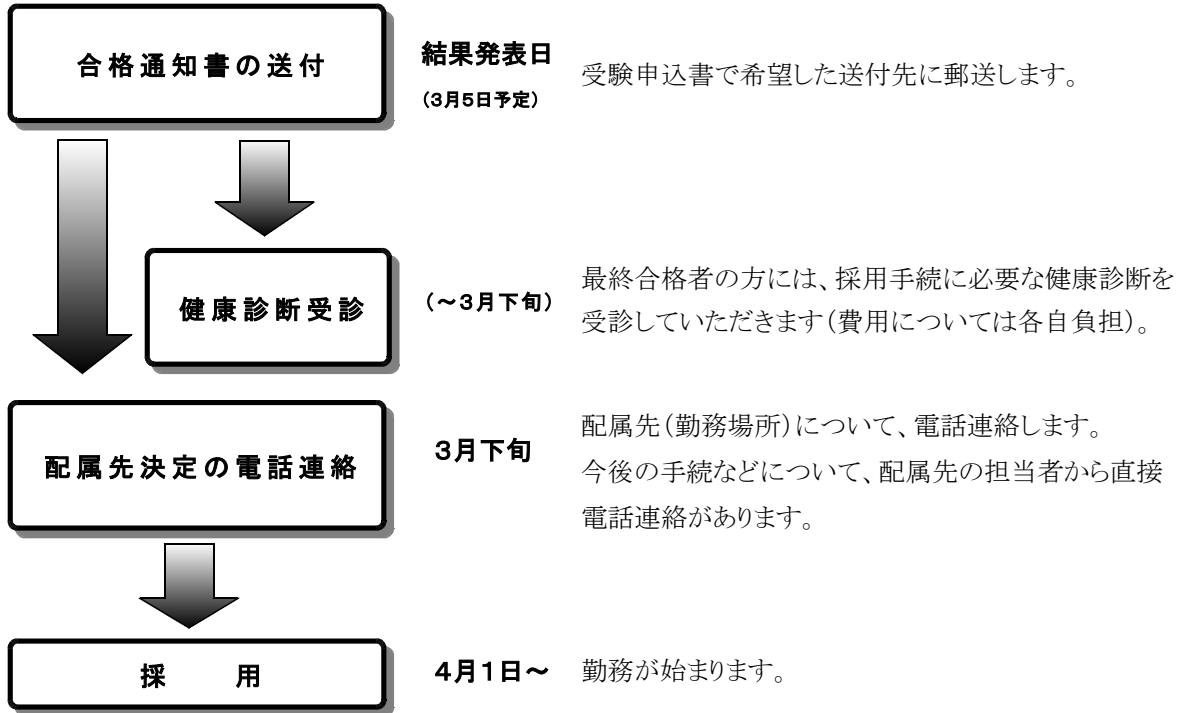 合格通知書の送付
結果発表日
(3月5日予定)
受験申込書で希望した送付先に郵送します。
健康診断受診
(～3月下旬)
最終合格者の方には、採用手続に必要な健康診断を
受診していただきます(費用については各自負担)。
配属先決定の電話連絡
3月下旬
配属先(勤務場所)について、電話連絡します。
今後の手続などについて、配属先の担当者から直接
電話連絡があります。
採　用
4月1日～
勤務が始まります。